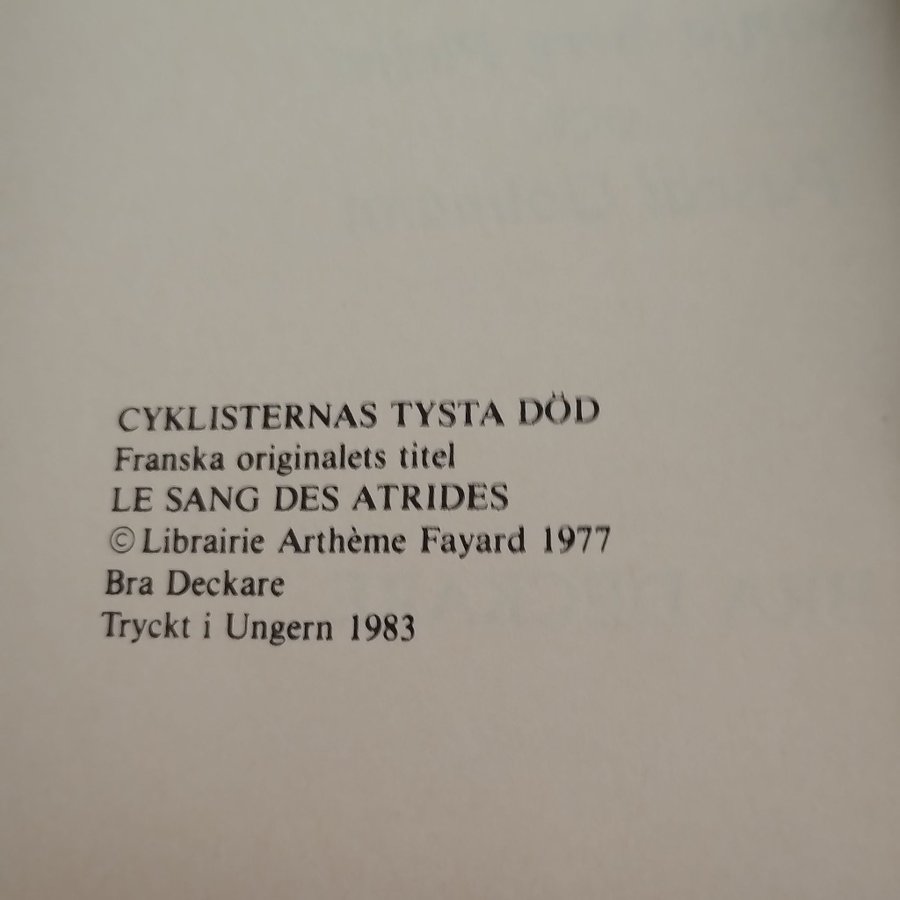 CYKLISTERNAS TYSTA DÖD
Franska originalets titel
LE SANG DES ATRIDES
© Librairie Arthème Fayard 1977
Bra Deckare
Tryckt i Ungern 1983